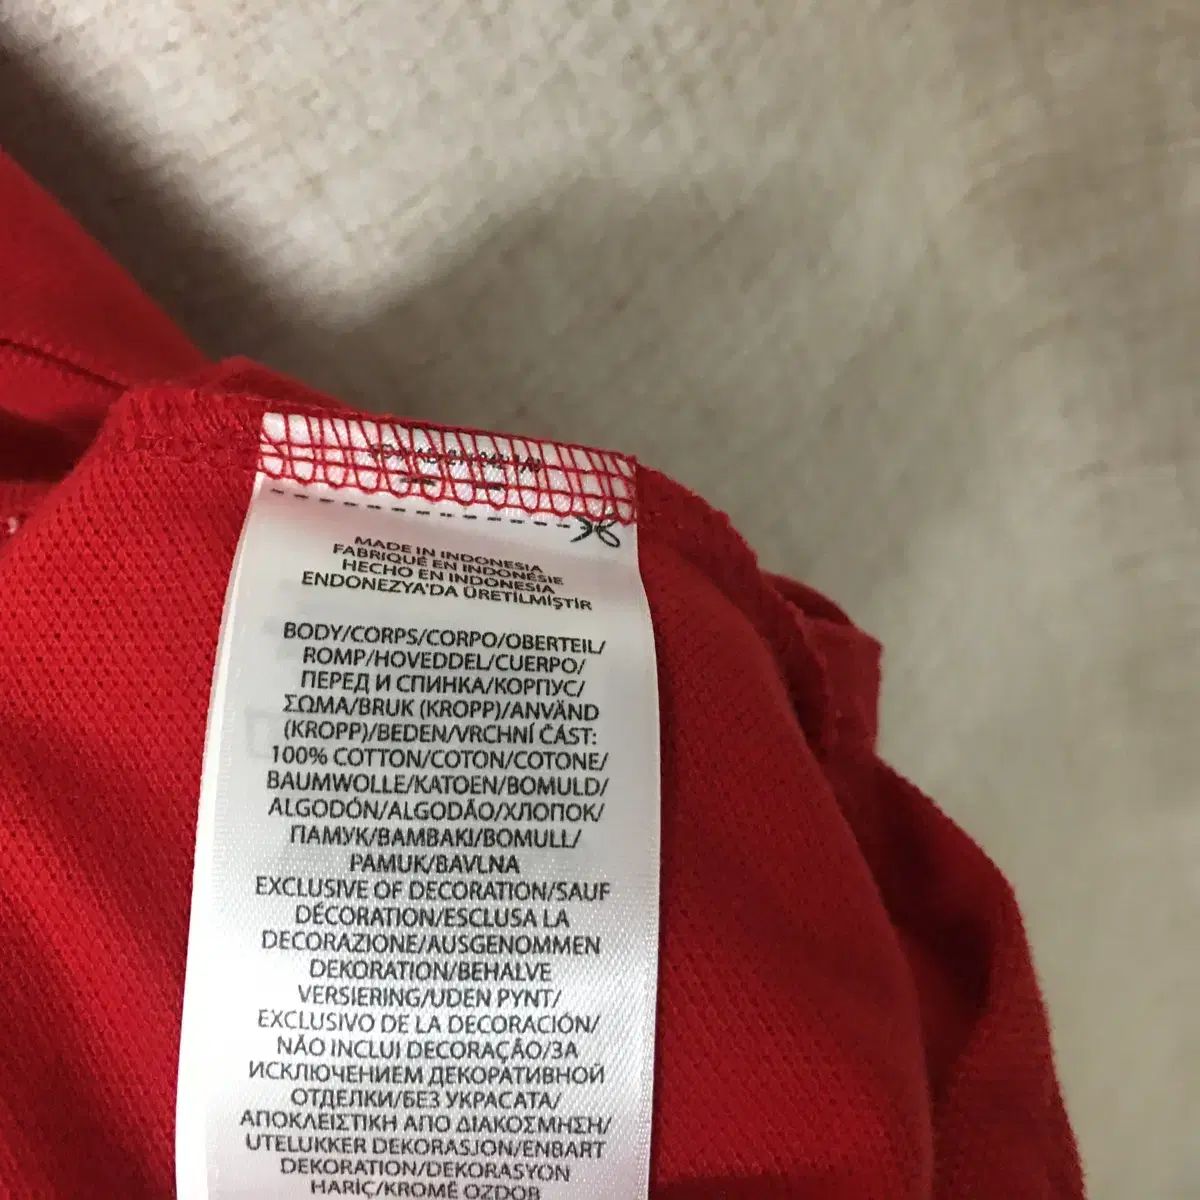 MADE IN INDONESIA
FABRIQUÉ EN INDONÉSIE
HECHO EN INDONESIA
ENDONEZYA'DA ÜRETİLMİŞTİR
BODY/CORPS/CORPO/OBERTEIL/
ROMP/HOVEDDEL/CUERPO/
ПЕРЕД И СПИНКА/КОРПУС/
ΣΩΜΑ/BRUK (KROPP)/ANVÄND
(KROPP)/BEDEN/VRCHNÍ ČÁST:
100% COTTON/COTON/COTONE/
BAUMWOLLE/KATOEN/BOMULD/
ALGODÓN/ALGODÃO/ХЛОПОК/
ПАМУК/ΒΑΜΒΑΚΙ/BOMULL/
PAMUK/BAVLNA
EXCLUSIVE OF DECORATION/SAUF
DÉCORATION/ESCLUSA LA
DECORAZIONE/AUSGENOMMEN
DEKORATION/BEHALVE
VERSIERING/UDEN PYNT/
EXCLUSIVO DE LA DECORACIÓN/
NÃO INCLUI DECORAÇÃO/ЗА
ИСКЛЮЧЕНИЕМ ДЕКОРАТИВНОЙ
ОТДЕЛКИ/БЕЗ УКРАСАТА/
ΑΠΟΚΛΕΙΣΤΙΚΗ ΑΠΟ ΔΙΑΚΟΣΜΗΣΗ/
UTELUKKER DEKORASJON/ENBART
DEKORATION/DEKORASYON
HARİÇ/KROMĚ OZDOB